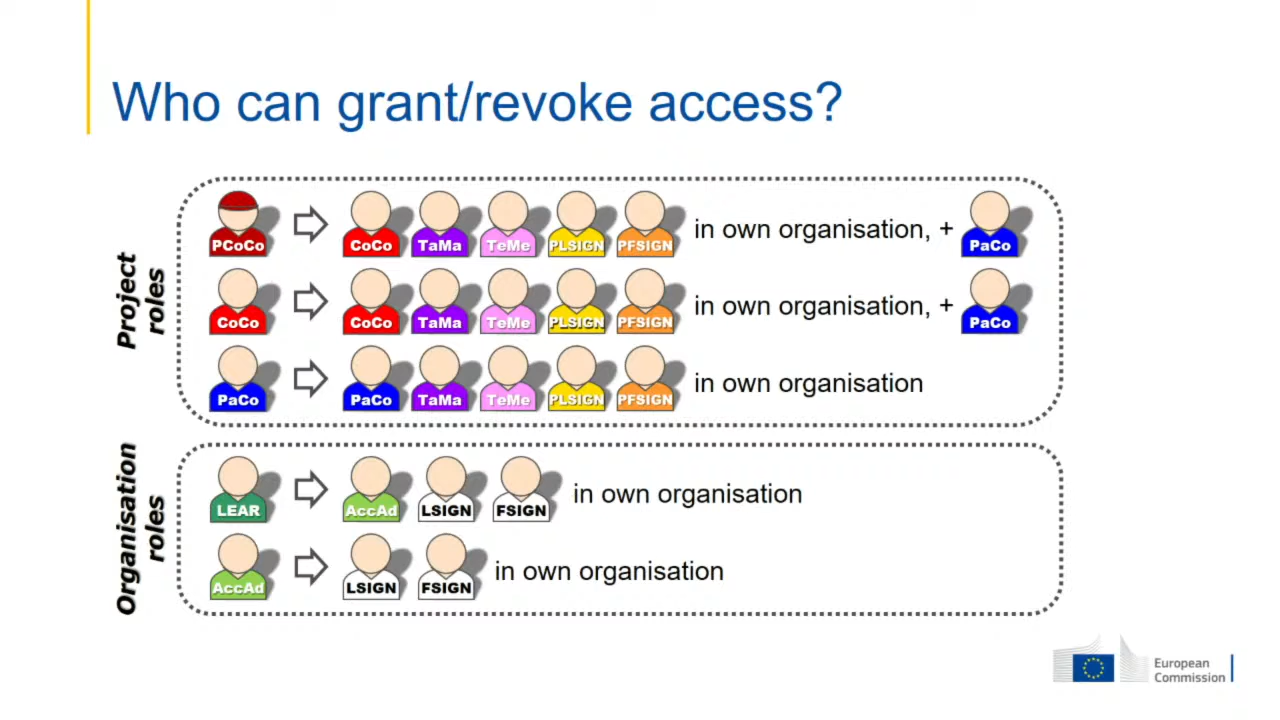 Who can grant/revoke access?
Project
roles
PCoCo CoCo TaMa TeMe PLSIGN PFSIGN in own organisation, + PaCo
CoCo CoCo TaMa TeMe PLSIGN PFSIGN in own organisation, + PaCo
PaCo PaCo TaMa TeMe PLSIGN PFSIGN in own organisation
Organisation
roles
LEAR AccAd LSIGN FSIGN in own organisation
AccAd LSIGN FSIGN in own organisation
European
Commission